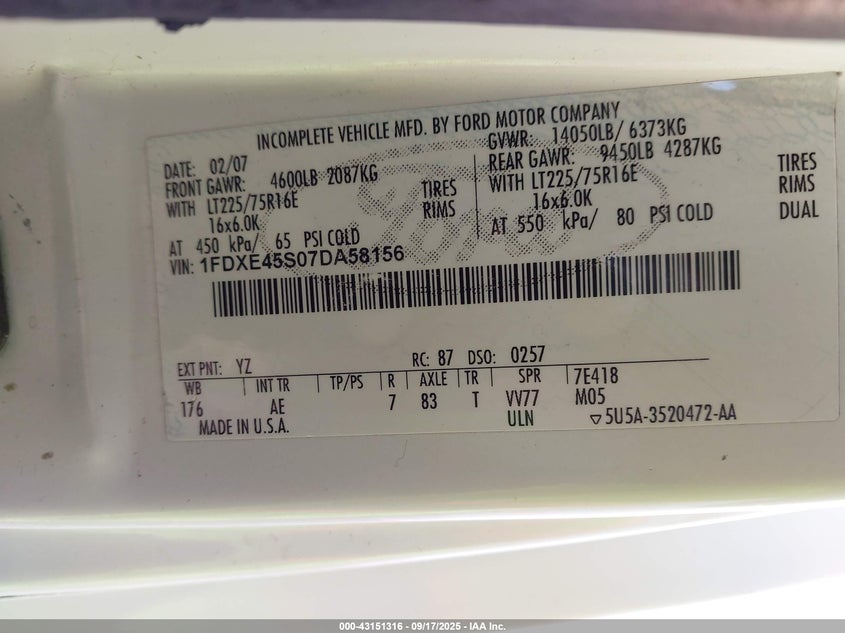 INCOMPLETE VEHICLE MFD. BY FORD MOTOR COMPANY
DATE: 02/07 GVWR: 14050LB/ 6373KG
FRONT GAWR: 4600LB 2087KG REAR GAWR: 9450LB 4287KG
WITH LT225/75R16E TIRES WITH LT225/75R16E TIRES
16x6.0K RIMS 16x6.0K RIMS
AT 450 kPa/ 65 PSI COLD AT 550 kPa/ 80 PSI COLD DUAL
VIN: 1FDXE45S07DA58156
Ford
EXT PNT: YZ RC: 87 DSO: 0257
WB INT TR TP/PS R AXLE TR SPR 7E418
176 AE 7 83 T VV77 M05
MADE IN U.S.A. ULN ▽5U5A-3520472-AA
000-43151316 - 09/17/2025 - IAA Inc.